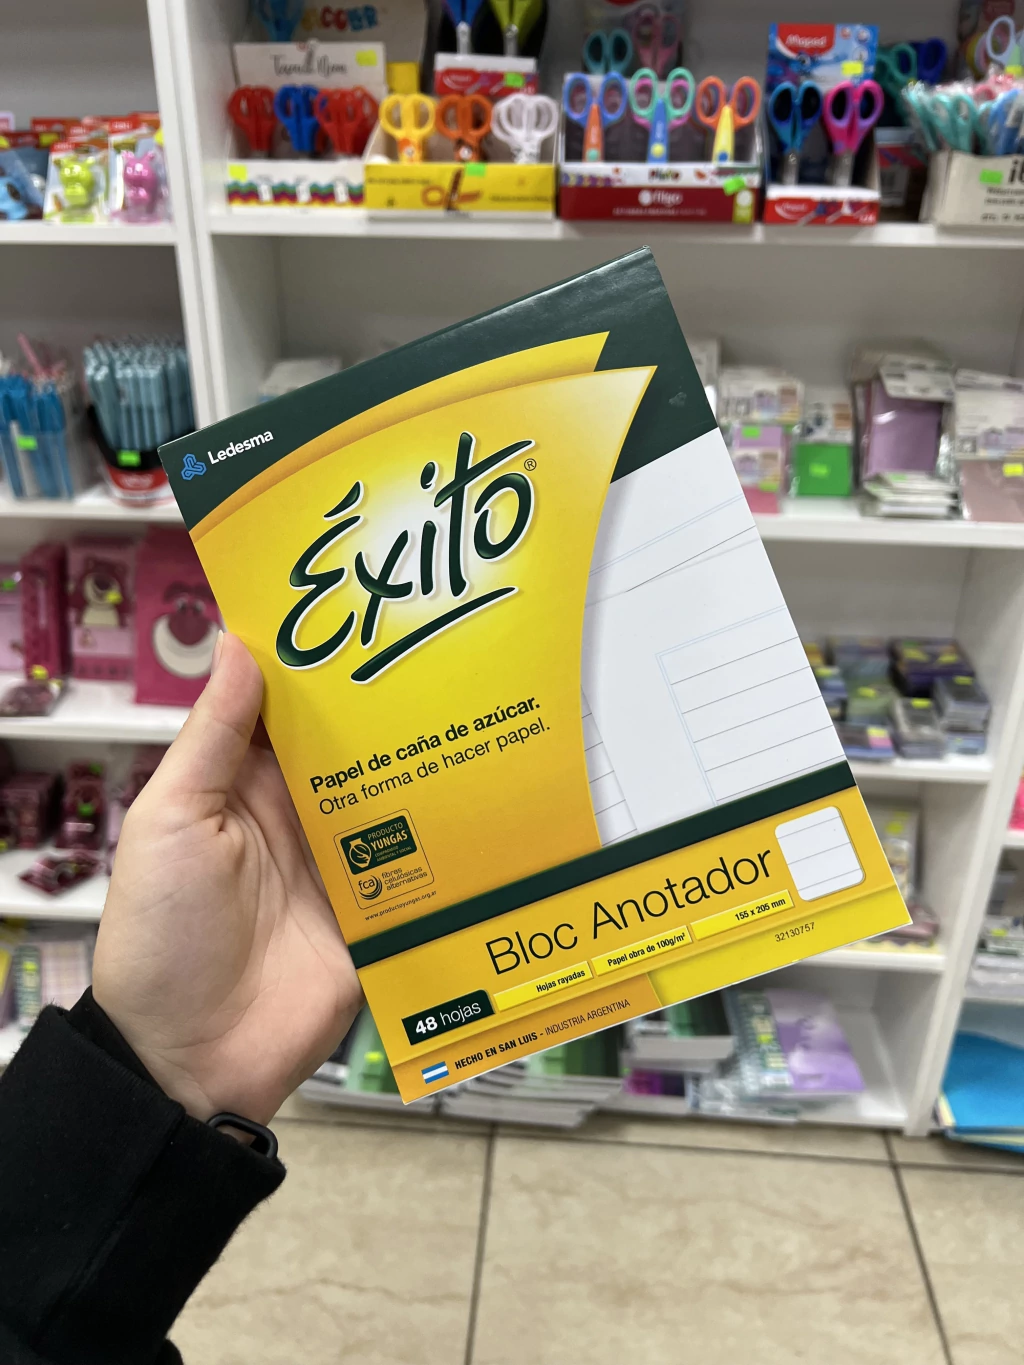 Maped
filgo
Ledesma
Éxito®
Papel de caña de azúcar.
Otra forma de hacer papel.
PRODUCTO
YUNGAS
fca fibras
celulósicas
alternativas
www.productoyungas.org.ar
Bloc Anotador
48 hojas
Hojas rayadas
Papel obra de 100g/m²
155 x 205 mm
32130757
HECHO EN SAN LUIS - INDUSTRIA ARGENTINA